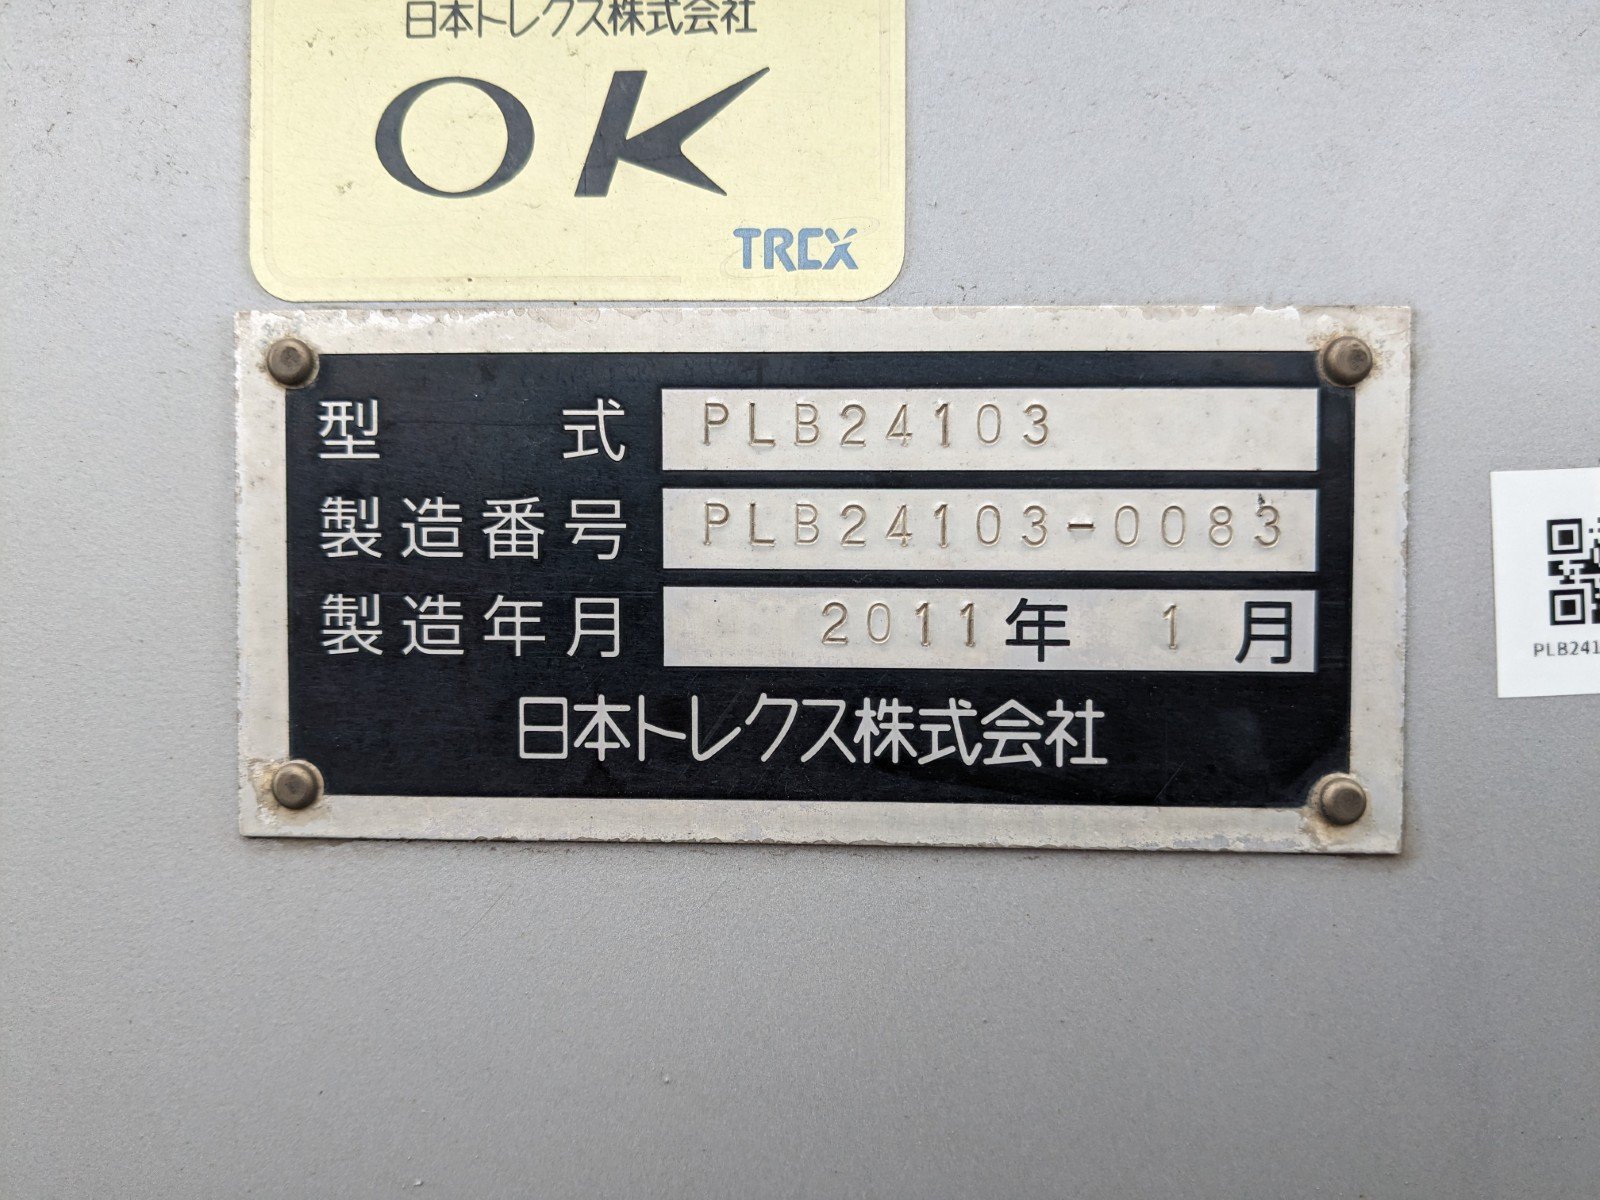 日本トレクス株式会社
OK
TREX
型式 PLB24103
製造番号 PLB24103-0083
製造年月 2011年 1月
日本トレクス株式会社
PLB241